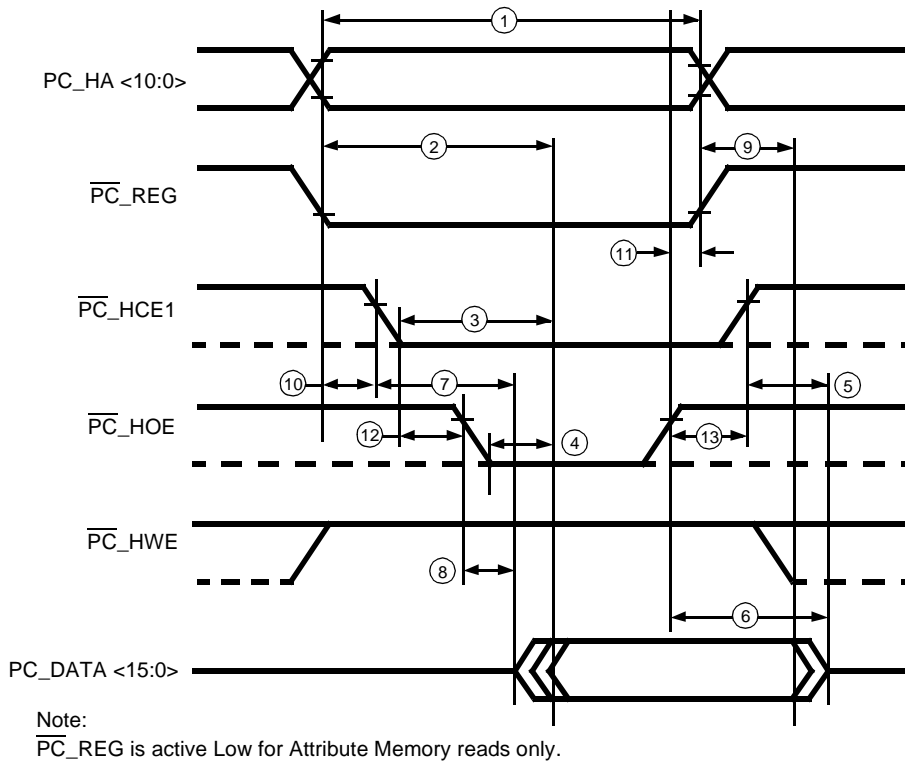 1
PC_HA <10:0>
2
9
PC_REG
11
PC_HCE1
3
10
7
5
PC_HOE
12
4
13
PC_HWE
8
6
PC_DATA <15:0>
Note:
PC_REG is active Low for Attribute Memory reads only.